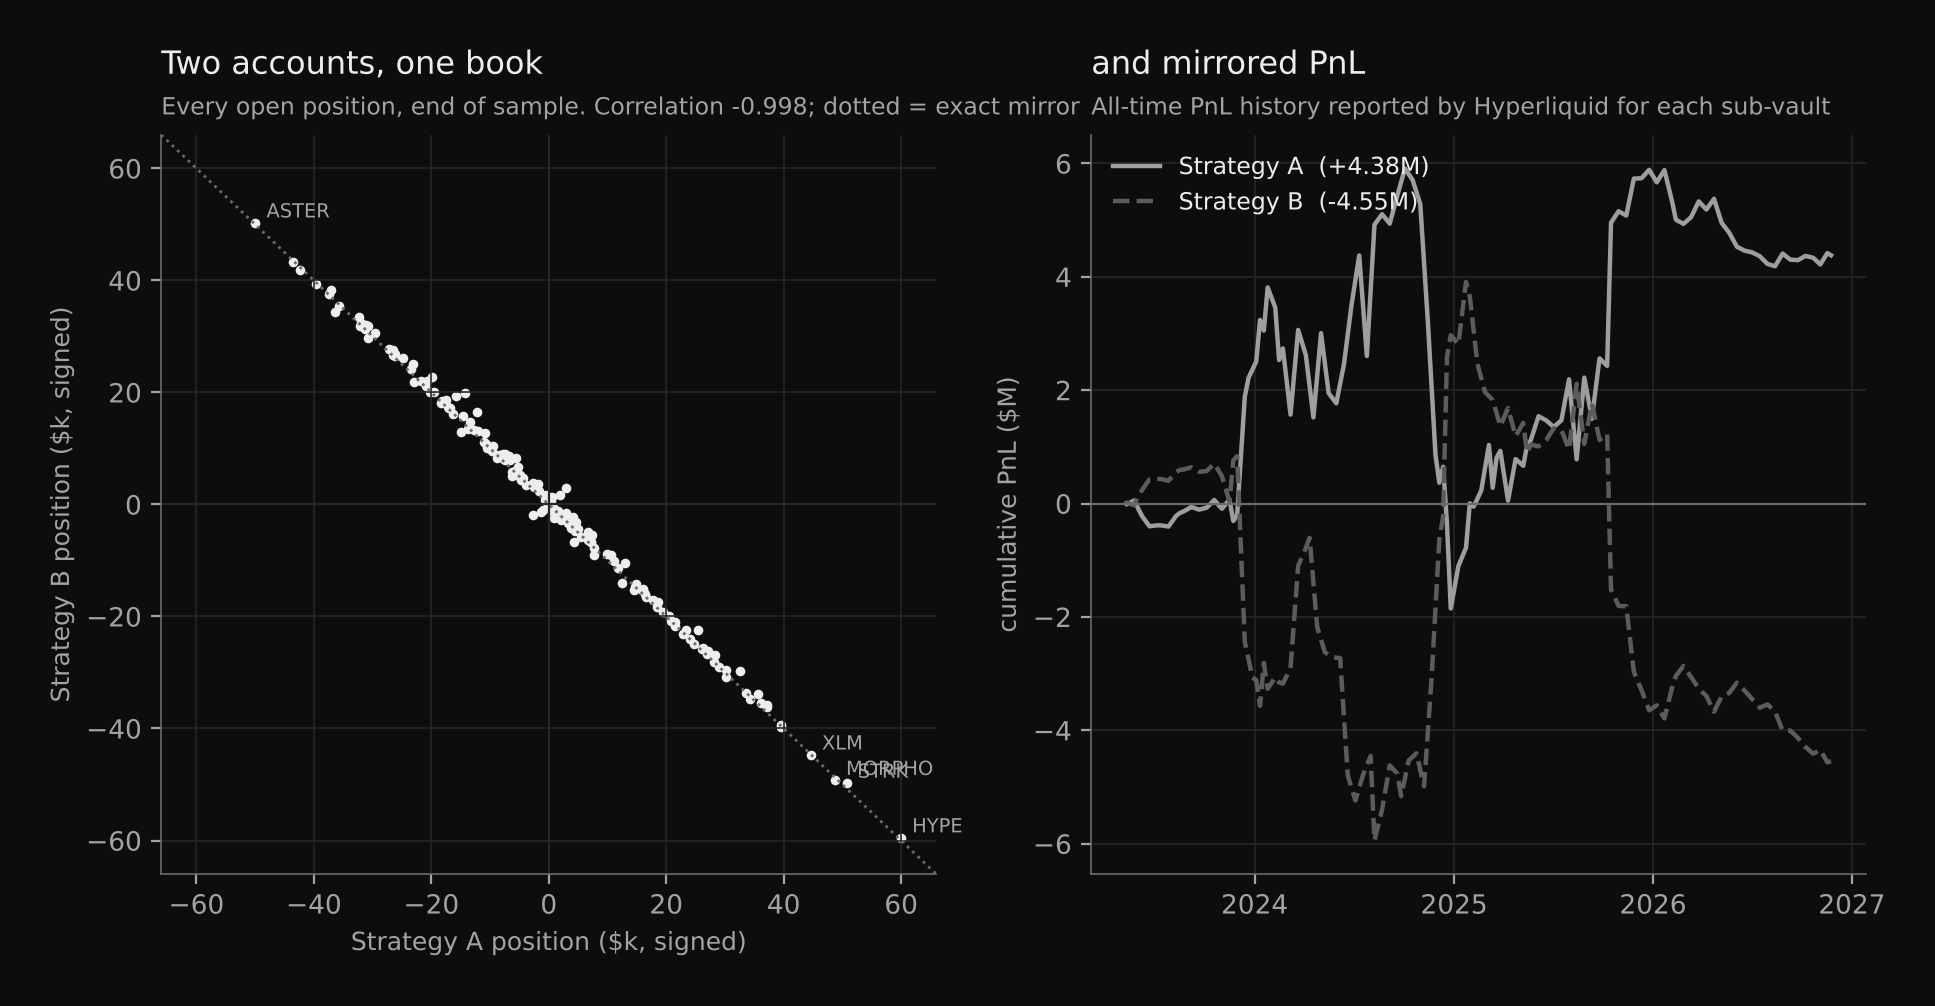 Two accounts, one book
Every open position, end of sample. Correlation -0.998; dotted = exact mirror
Strategy B position ($k, signed)
60
40
20
0
−20
−40
−60
ASTER
XLM
MORPHO
STRK
HYPE
−60
−40
−20
0
20
40
60
Strategy A position ($k, signed)
and mirrored PnL
All-time PnL history reported by Hyperliquid for each sub-vault
cumulative PnL ($M)
6
4
2
0
−2
−4
−6
Strategy A (+4.38M)
Strategy B (-4.55M)
2024
2025
2026
2027